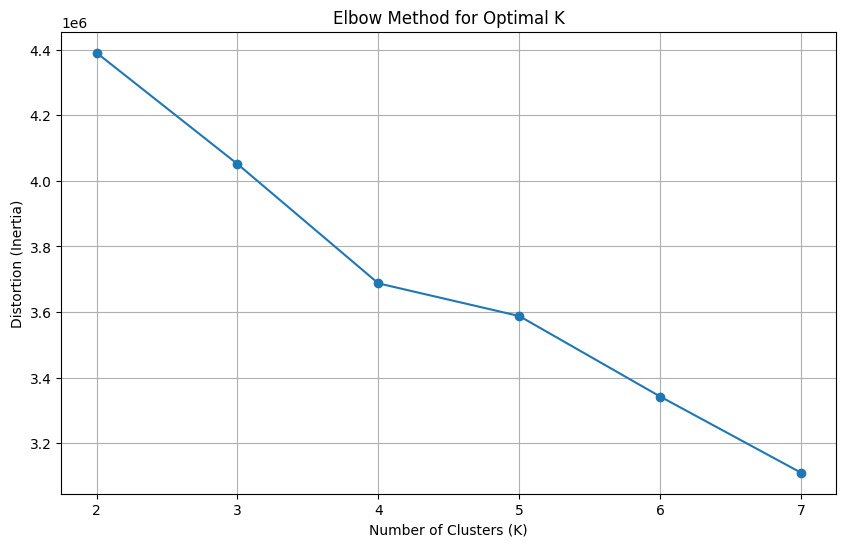 Elbow Method for Optimal K
1e6
4.4
4.2
4.0
3.8
3.6
3.4
3.2
Distortion (Inertia)
2 3 4 5 6 7
Number of Clusters (K)